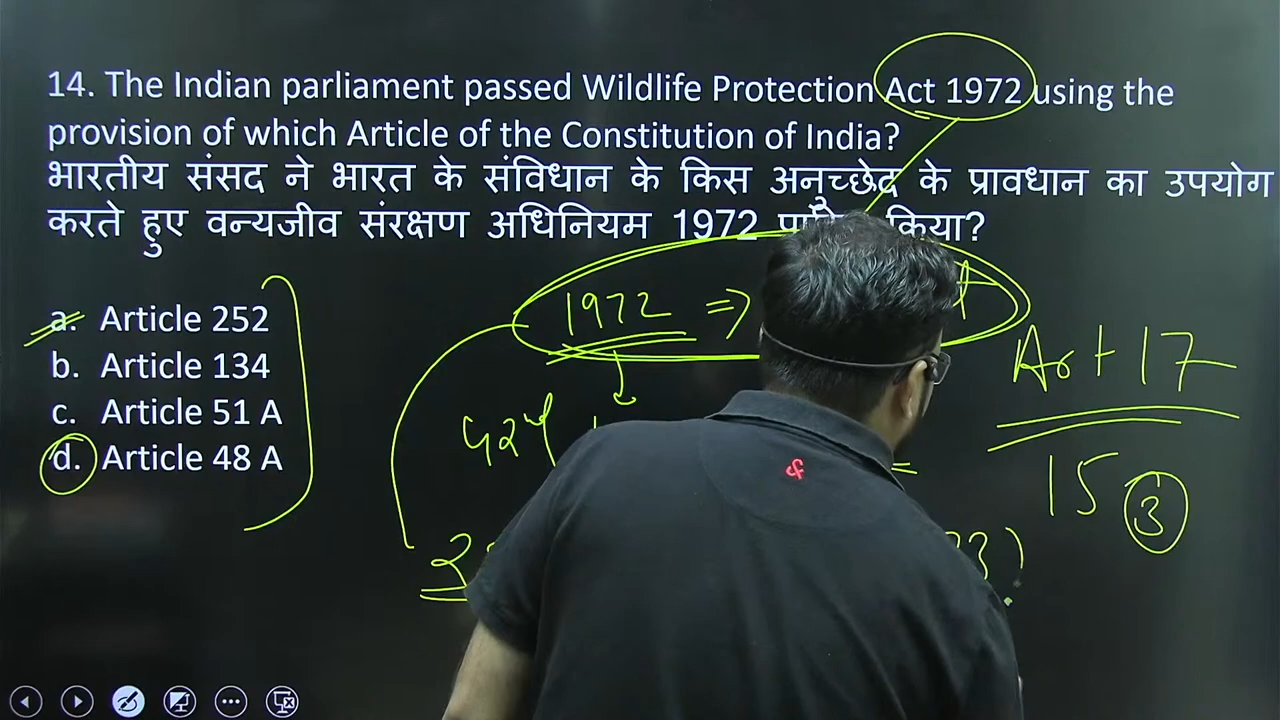 14. The Indian parliament passed Wildlife Protection Act 1972 using the
provision of which Article of the Constitution of India?
भारतीय संसद ने भारत के संविधान के किस अनुच्छेद के प्रावधान का उपयोग
करते हुए वन्यजीव संरक्षण अधिनियम 1972 किया?
a. Article 252
b. Article 134
c. Article 51 A
d. Article 48 A
1972 =>
Art 17
42nd
15 3